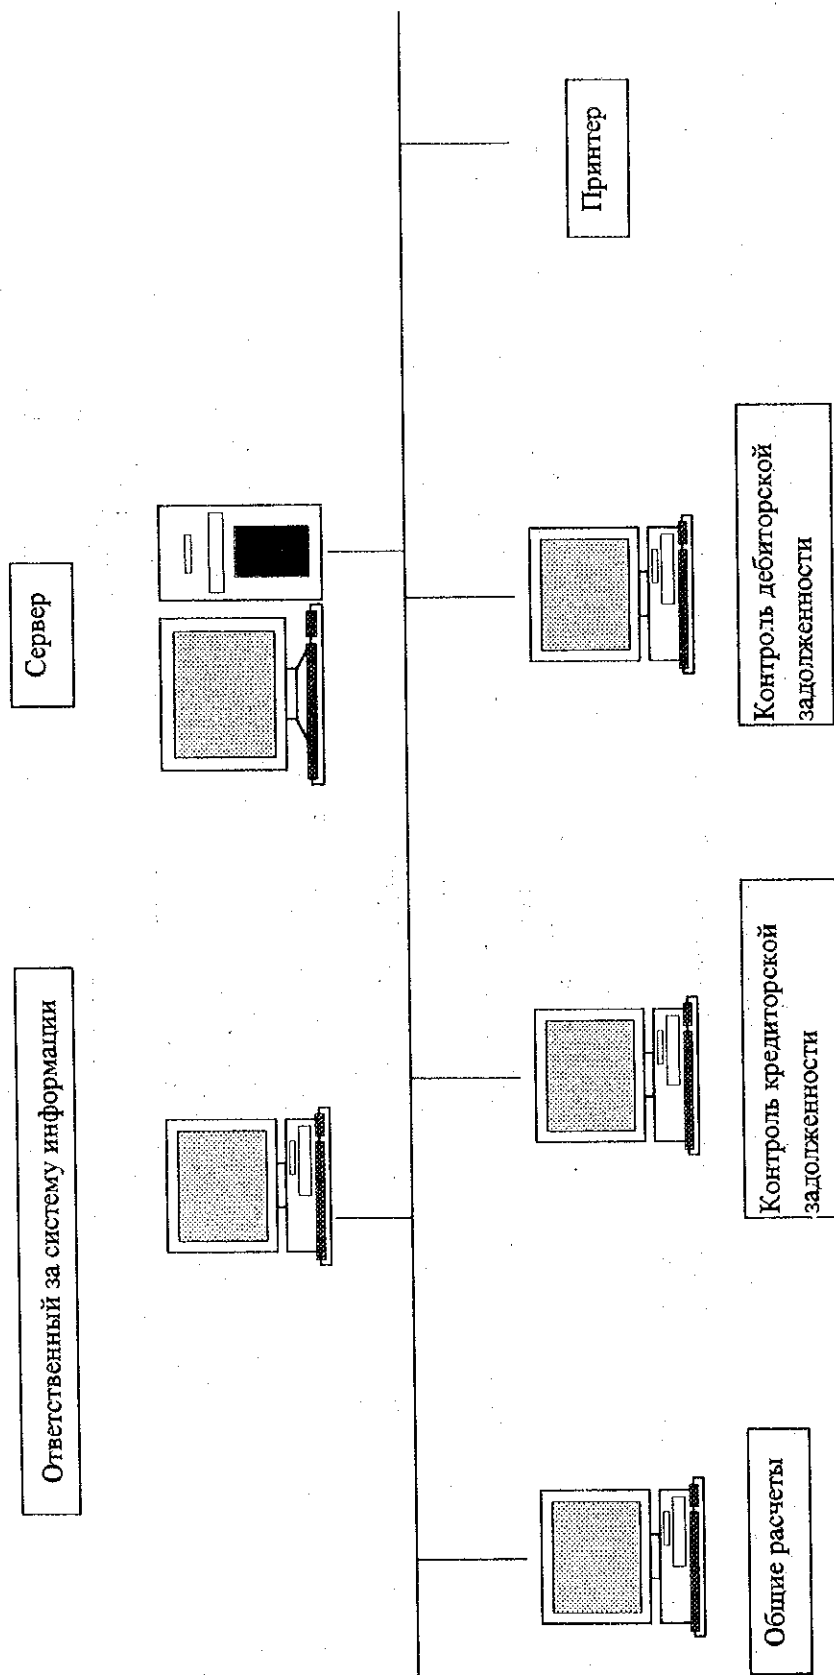 Ответственный за систему информации
Сервер
Общие расчеты
Контроль кредиторской
задолженности
Контроль дебиторской
задолженности
Принтер